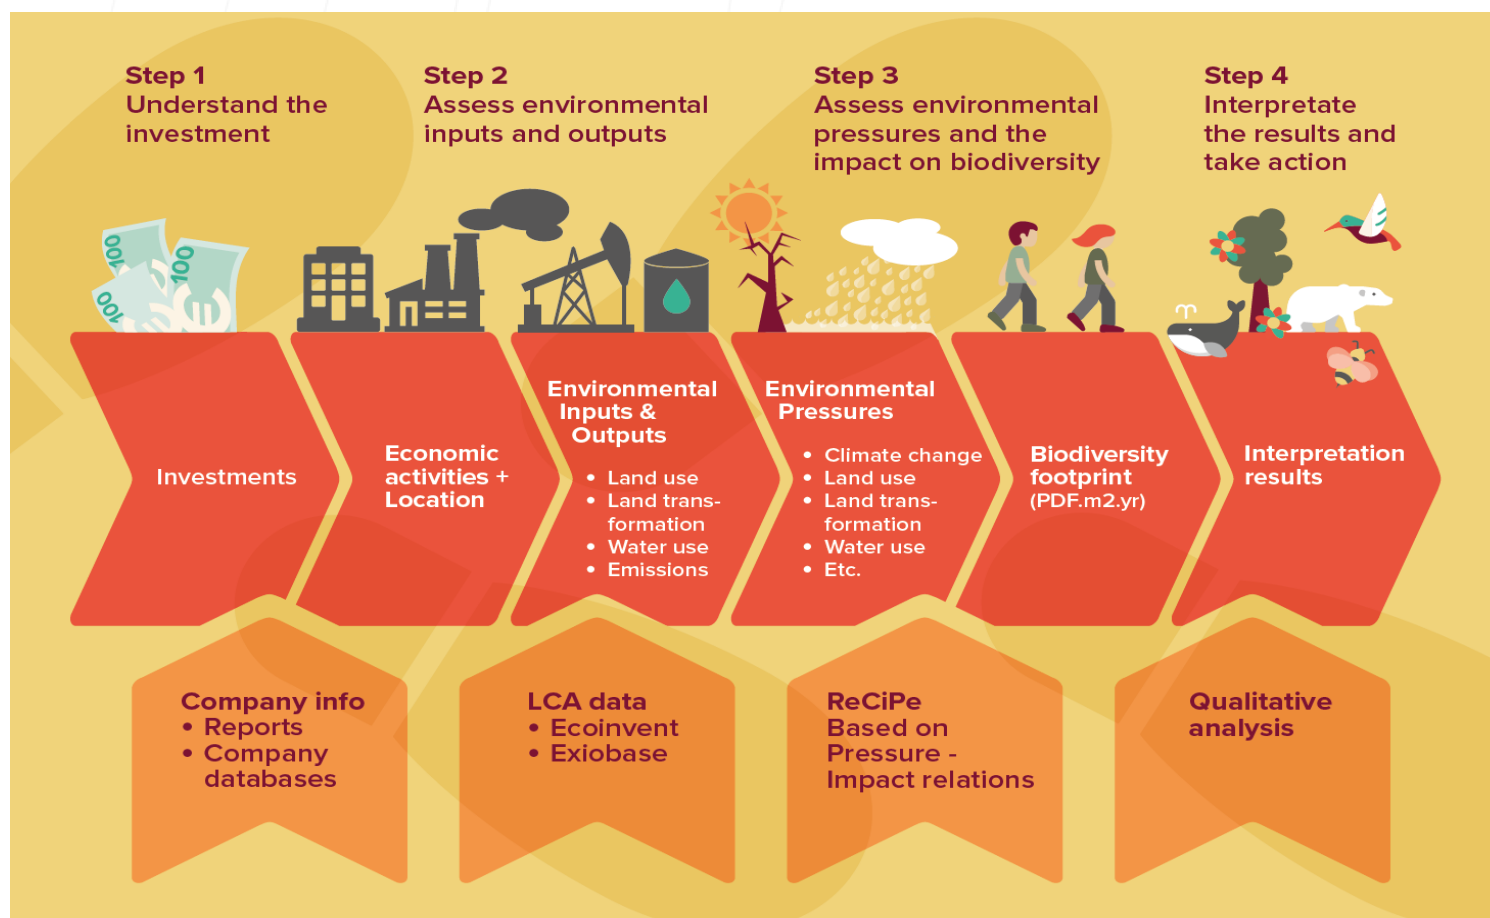 Step 1
Understand the
investment
Step 2
Assess environmental
inputs and outputs
Step 3
Assess environmental
pressures and the
impact on biodiversity
Step 4
Interpretate
the results and
take action
100
100
100
Investments
Economic
activities +
Location
Environmental
Inputs &
Outputs
• Land use
• Land trans-
formation
• Water use
• Emissions
Environmental
Pressures
• Climate change
• Land use
• Land trans-
formation
• Water use
• Etc.
Biodiversity
footprint
(PDF.m2.yr)
Interpretation
results
Company info
• Reports
• Company
databases
LCA data
• Ecoinvent
• Exiobase
ReCiPe
Based on
Pressure -
Impact relations
Qualitative
analysis